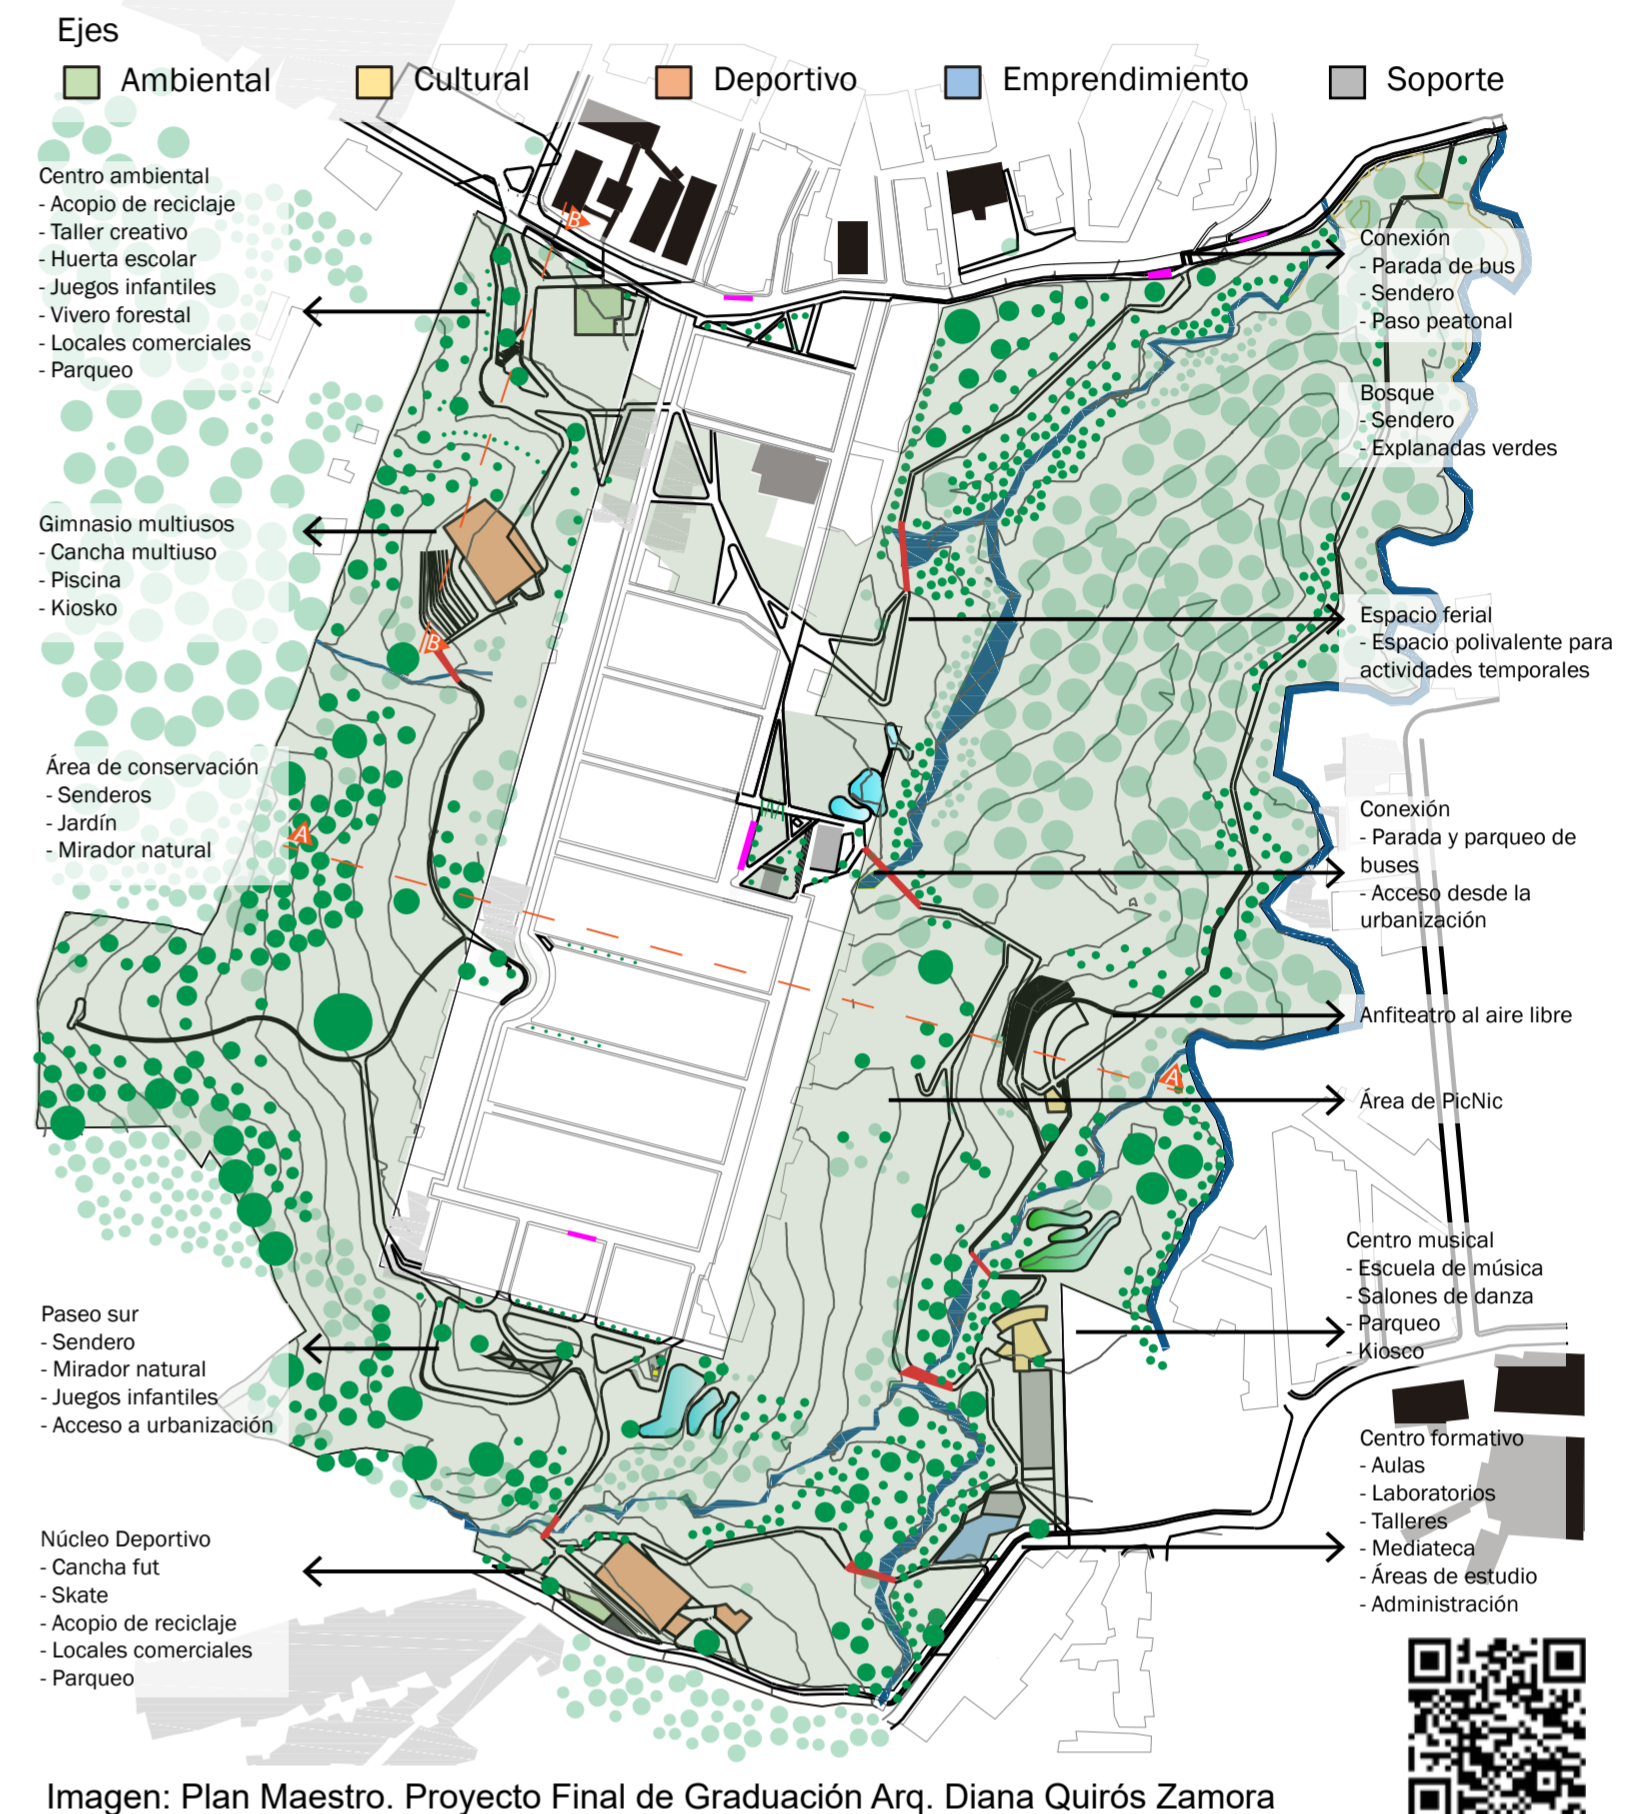 Ejes
Ambiental
Cultural
Deportivo
Emprendimiento
Soporte
Centro ambiental
- Acopio de reciclaje
- Taller creativo
- Huerta escolar
- Juegos infantiles
- Vivero forestal
- Locales comerciales
- Parqueo
Gimnasio multiusos
- Cancha multiuso
- Piscina
- Kiosko
Área de conservación
- Senderos
- Jardín
- Mirador natural
Paseo sur
- Sendero
- Mirador natural
- Juegos infantiles
- Acceso a urbanización
Núcleo Deportivo
- Cancha fut
- Skate
- Acopio de reciclaje
- Locales comerciales
- Parqueo
B
B
A
A
Conexión
- Parada de bus
- Sendero
- Paso peatonal
Bosque
- Sendero
- Explanadas verdes
Espacio ferial
- Espacio polivalente para
actividades temporales
Conexión
- Parada y parqueo de
buses
- Acceso desde la
urbanización
Anfiteatro al aire libre
Área de PicNic
Centro musical
- Escuela de música
- Salones de danza
- Parqueo
- Kiosco
Centro formativo
- Aulas
- Laboratorios
- Talleres
- Mediateca
- Áreas de estudio
- Administración
Imagen: Plan Maestro. Proyecto Final de Graduación Arq. Diana Quirós Zamora